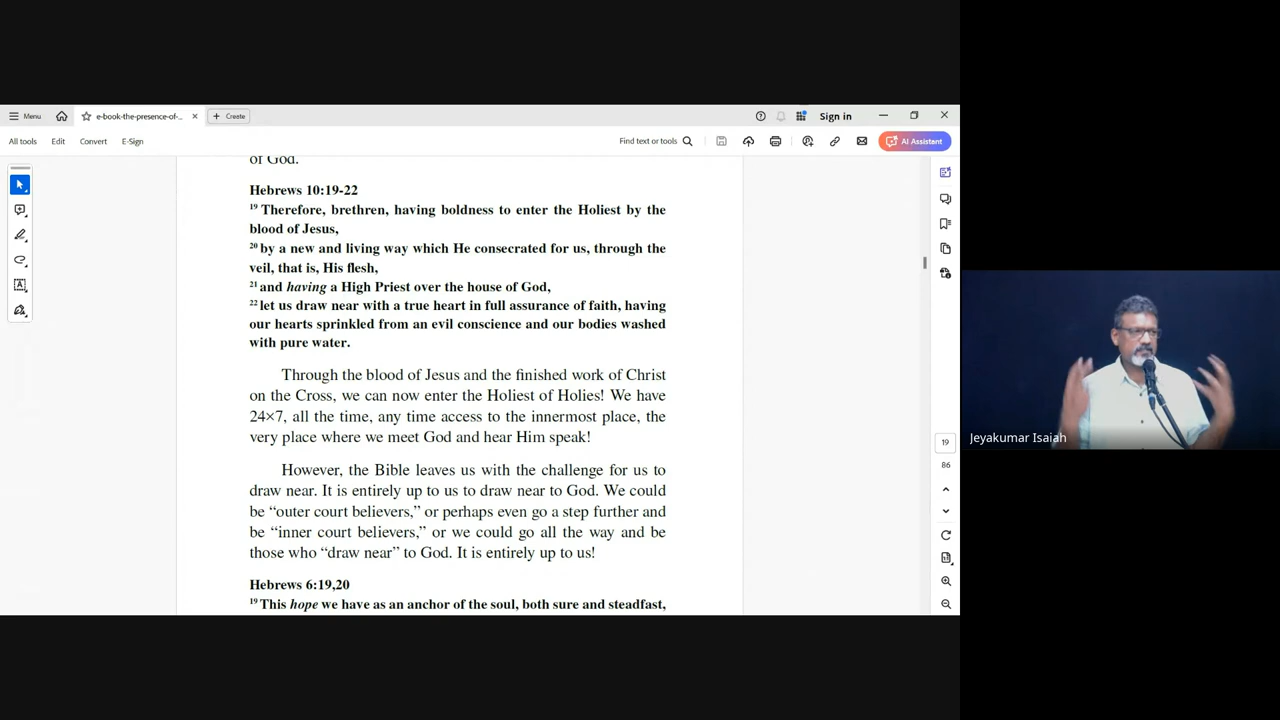 Menu
e-book-the-presence-of-...
Create
Sign in
All tools
Edit
Convert
E-Sign
Find text or tools
AI Assistant
of God.
Hebrews 10:19-22
19 Therefore, brethren, having boldness to enter the Holiest by the
blood of Jesus,
20 by a new and living way which He consecrated for us, through the
veil, that is, His flesh,
21 and having a High Priest over the house of God,
22 let us draw near with a true heart in full assurance of faith, having
our hearts sprinkled from an evil conscience and our bodies washed
with pure water.
Through the blood of Jesus and the finished work of Christ
on the Cross, we can now enter the Holiest of Holies! We have
24×7, all the time, any time access to the innermost place, the
very place where we meet God and hear Him speak!
However, the Bible leaves us with the challenge for us to
draw near. It is entirely up to us to draw near to God. We could
be “outer court believers,” or perhaps even go a step further and
be “inner court believers,” or we could go all the way and be
those who “draw near” to God. It is entirely up to us!
Hebrews 6:19,20
19 This hope we have as an anchor of the soul, both sure and steadfast,
19
86
Jeyakumar Isaiah